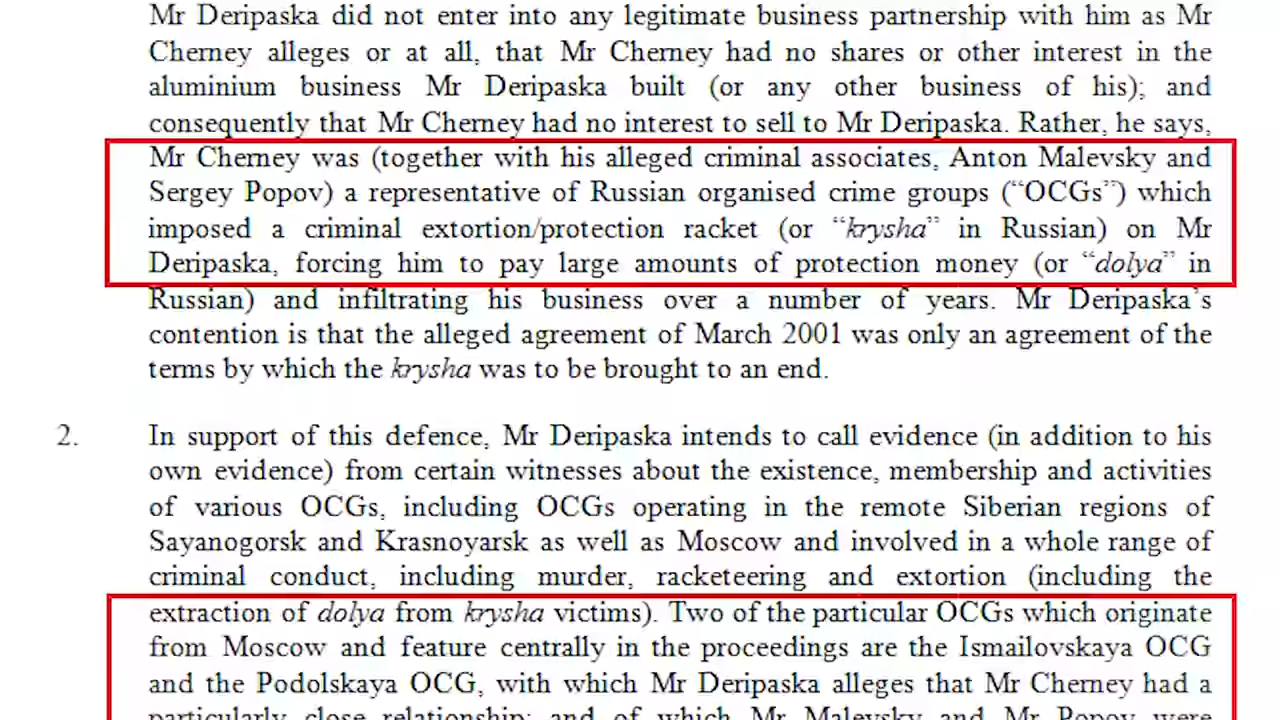 Mr Deripaska did not enter into any legitimate business partnership with him as Mr
Cherney alleges or at all, that Mr Cherney had no shares or other interest in the
aluminium business Mr Deripaska built (or any other business of his); and
consequently that Mr Cherney had no interest to sell to Mr Deripaska. Rather, he says,
Mr Cherney was (together with his alleged criminal associates, Anton Malevsky and
Sergey Popov) a representative of Russian organised crime groups (“OCGs”) which
imposed a criminal extortion/protection racket (or “krysha” in Russian) on Mr
Deripaska, forcing him to pay large amounts of protection money (or “dolya” in
Russian) and infiltrating his business over a number of years. Mr Deripaska’s
contention is that the alleged agreement of March 2001 was only an agreement of the
terms by which the krysha was to be brought to an end.
2. In support of this defence, Mr Deripaska intends to call evidence (in addition to his
own evidence) from certain witnesses about the existence, membership and activities
of various OCGs, including OCGs operating in the remote Siberian regions of
Sayanogorsk and Krasnoyarsk as well as Moscow and involved in a whole range of
criminal conduct, including murder, racketeering and extortion (including the
extraction of dolya from krysha victims). Two of the particular OCGs which originate
from Moscow and feature centrally in the proceedings are the Ismailovskaya OCG
and the Podolskaya OCG, with which Mr Deripaska alleges that Mr Cherney had a
particularly close relationship; and of which Mr Malevsky and Mr Popov were